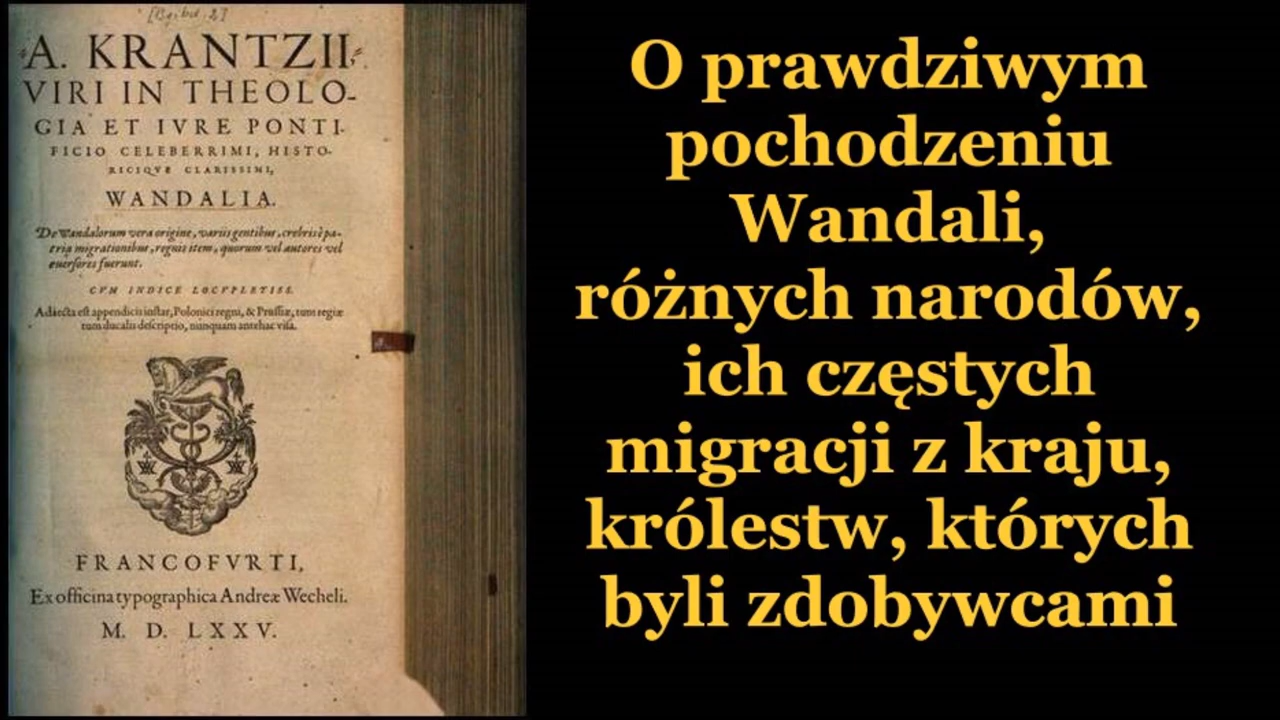 [Bejbie, 2]
A. KRANTZII,
VIRI IN THEOLO-
GIA ET IVRE PONTI-
FICIO CELEBERRIMI, HISTO-
RICIQVE CLARISSIMI,
WANDALIA.
De Wandalorum vera origine, variis gentibus, crebris è pa-
tria migrationibus, regnis item, quorum vel autores vel
euersores fuerunt.
CVM INDICE LOCVPLETISS.
Adiecta est appendicis instar, Polonici regni, & Prussiæ, tum regiæ
tum ducalis descriptio, nunquam antehac visa.
FRANCOFVRTI,
Ex officina typographica Andreæ Wecheli.
M. D. LXXV.
O prawdziwym
pochodzeniu
Wandali,
różnych narodów,
ich częstych
migracji z kraju,
królestw, których
byli zdobywcami